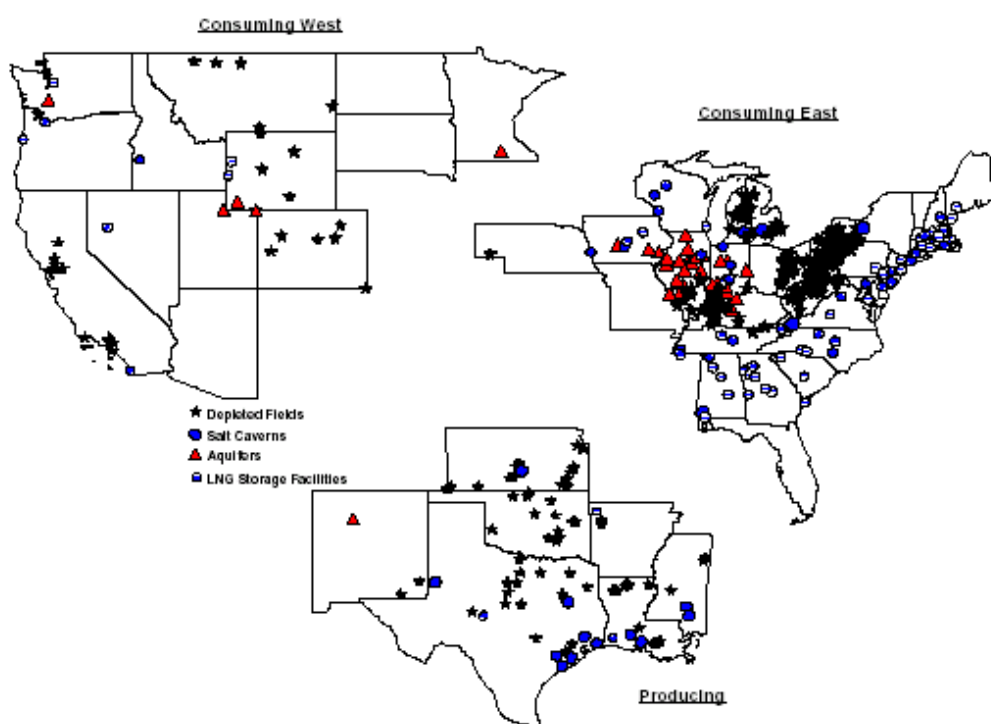 Consuming West
Consuming East
Depleted Fields
Salt Caverns
Aquifers
LNG Storage Facilities
Producing